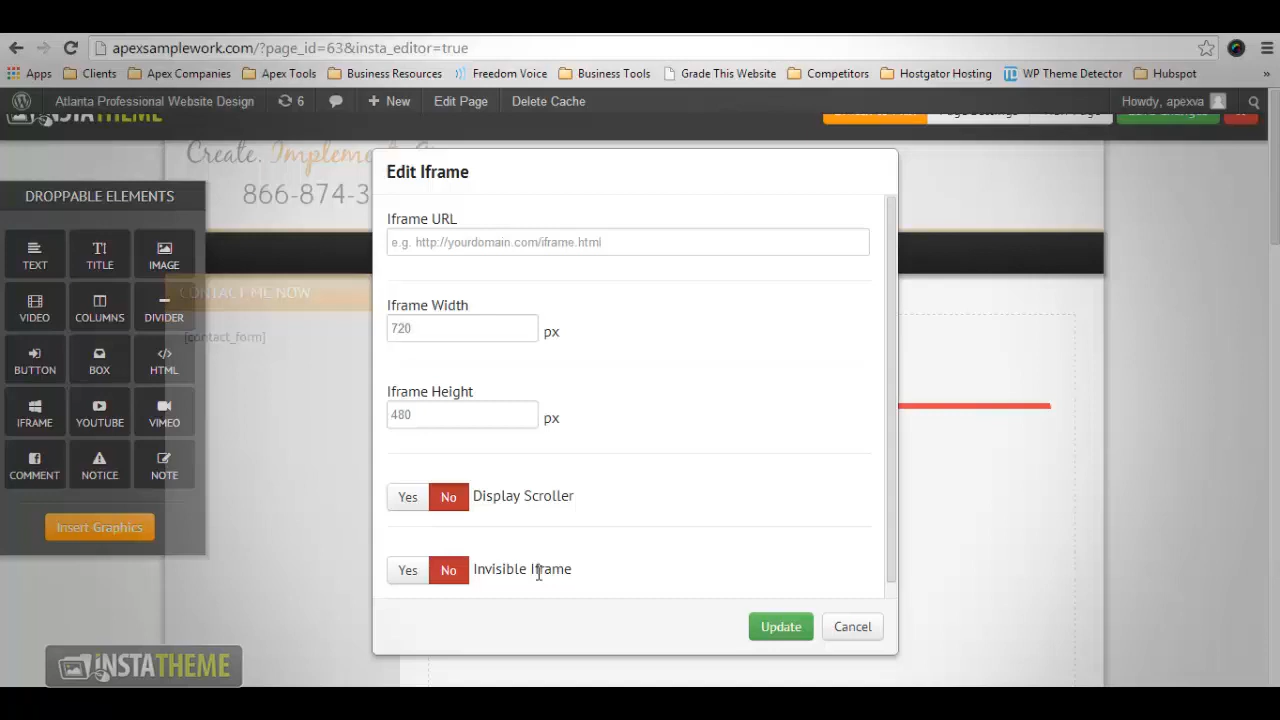 apexsamplework.com/?page_id=63&insta_editor=true
Apps Clients Apex Companies Apex Tools Business Resources Freedom Voice Business Tools Grade This Website Competitors Hostgator Hosting WP Theme Detector Hubspot »
Atlanta Professional Website Design 6 New Edit Page Delete Cache Howdy, apexva
INSTATHEME
Create. Implement.
866-874-3
DROPPABLE ELEMENTS
TEXT TITLE IMAGE
VIDEO COLUMNS DIVIDER
BUTTON BOX HTML
IFRAME YOUTUBE VIMEO
COMMENT NOTICE NOTE
Insert Graphics
CONTACT ME NOW
[contact_form]
Edit Iframe
Iframe URL
e.g. http://yourdomain.com/iframe.html
Iframe Width
720 px
Iframe Height
480 px
Yes No Display Scroller
Yes No Invisible Iframe
Update Cancel
INSTATHEME